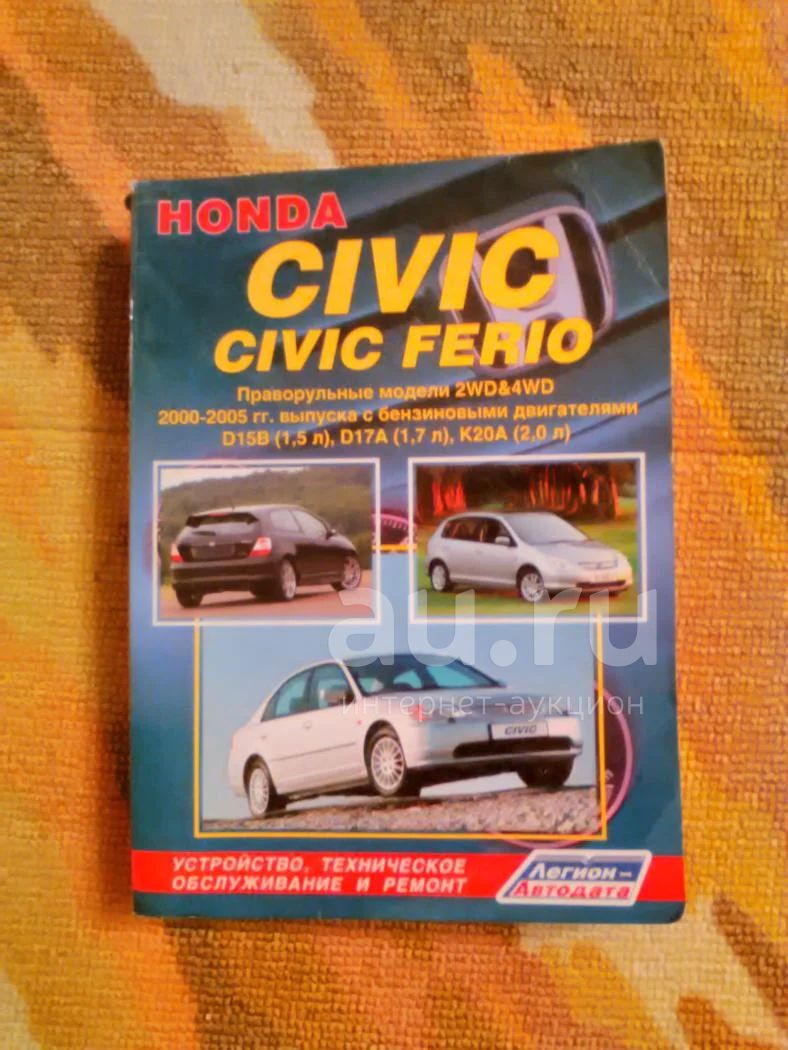 HONDA
CIVIC
CIVIC FERIO
Праворульные модели 2WD&4WD
2000-2005 гг. выпуска с бензиновыми двигателями
D15B (1,5 л), D17A (1,7 л), K20A (2,0 л)
au.ru
интернет-аукцион
CIVIC
УСТРОЙСТВО, ТЕХНИЧЕСКОЕ
ОБСЛУЖИВАНИЕ И РЕМОНТ
Легион-
Автодата